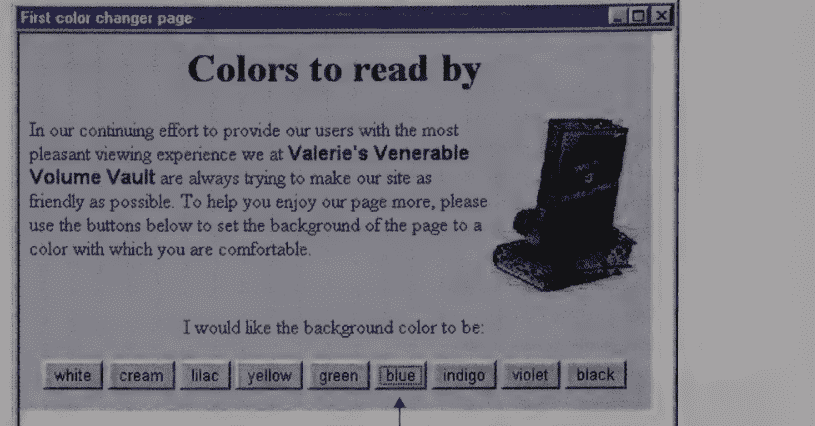 First color changer page
Colors to read by
In our continuing effort to provide our users with the most
pleasant viewing experience we at Valerie's Venerable
Volume Vault are always trying to make our site as
friendly as possible. To help you enjoy our page more, please
use the buttons below to set the background of the page to a
color with which you are comfortable.
I would like the background color to be:
white cream lilac yellow green blue indigo violet black